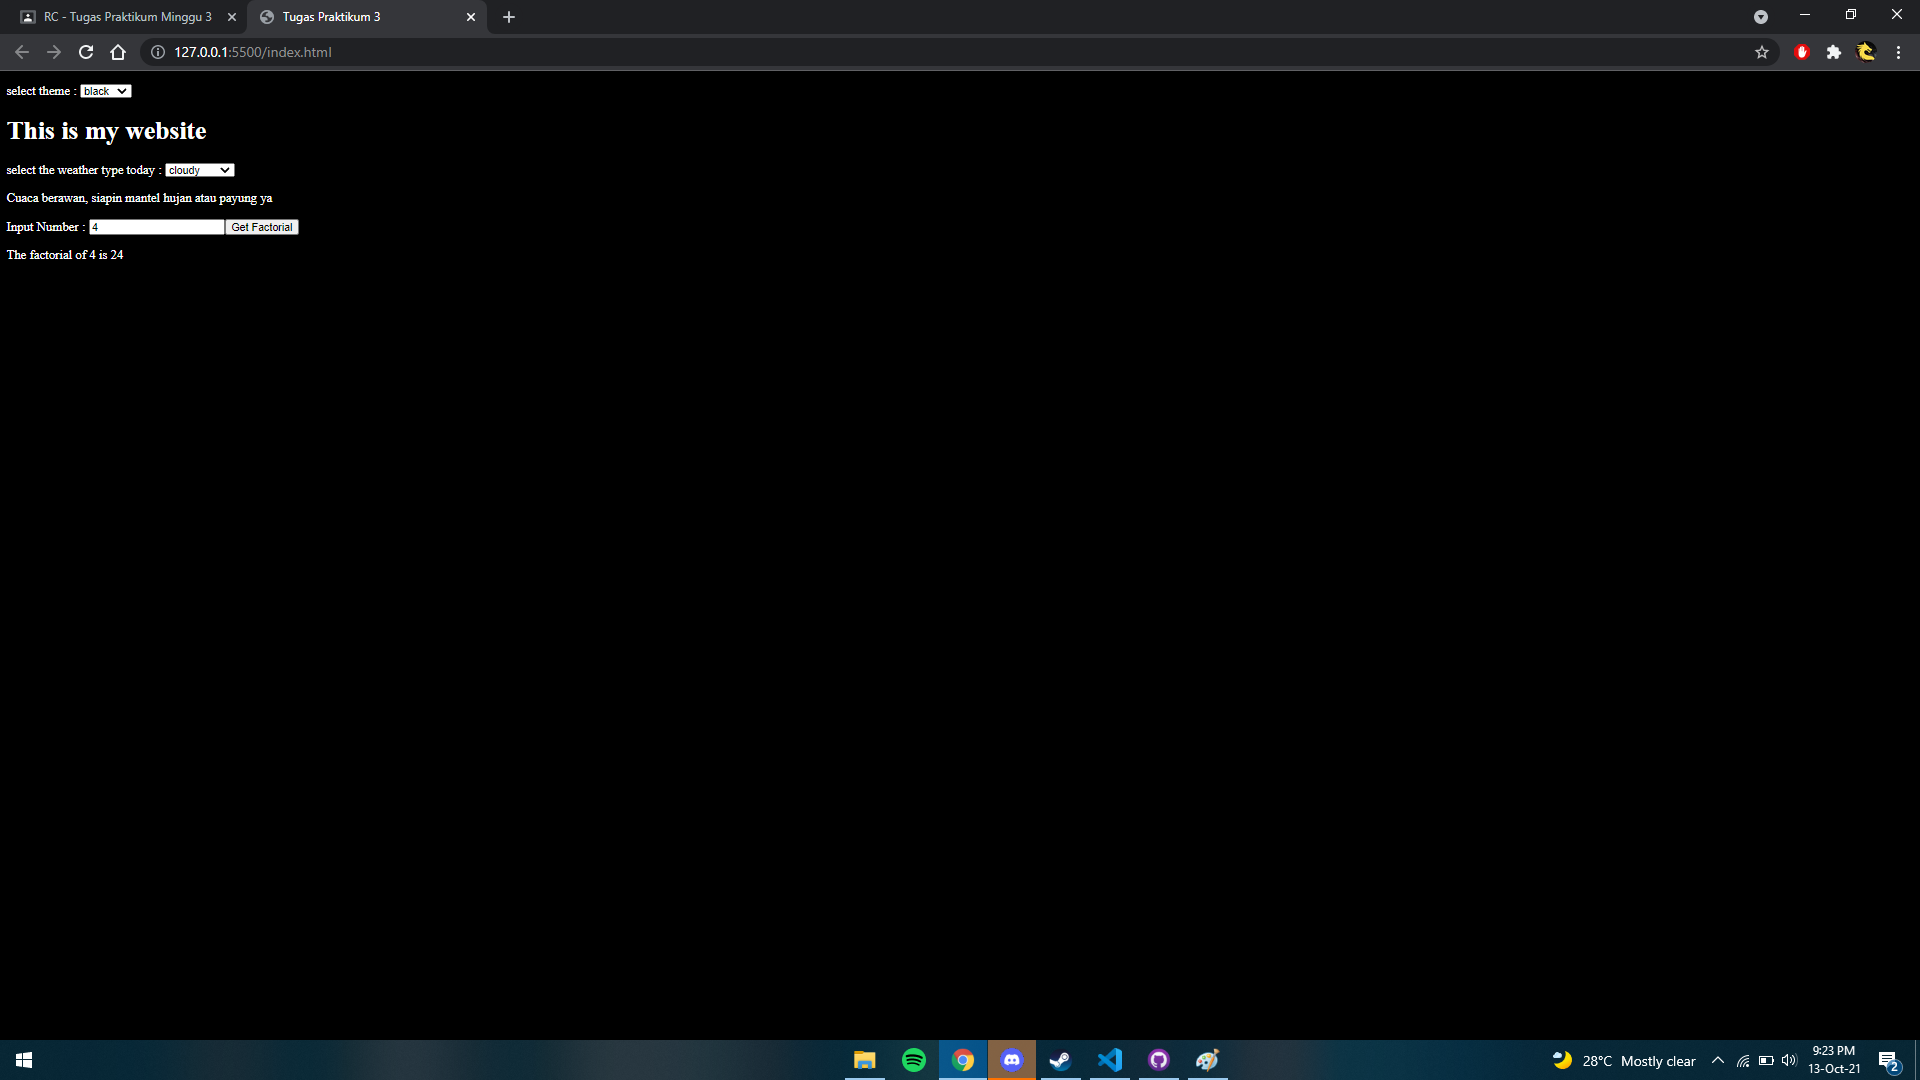 RC - Tugas Praktikum Minggu 3
Tugas Praktikum 3
127.0.0.1:5500/index.html
select theme : black
This is my website
select the weather type today : cloudy
Cuaca berawan, siapin mantel hujan atau payung ya
Input Number : 4 Get Factorial
The factorial of 4 is 24
28°C Mostly clear
9:23 PM
13-Oct-21
2